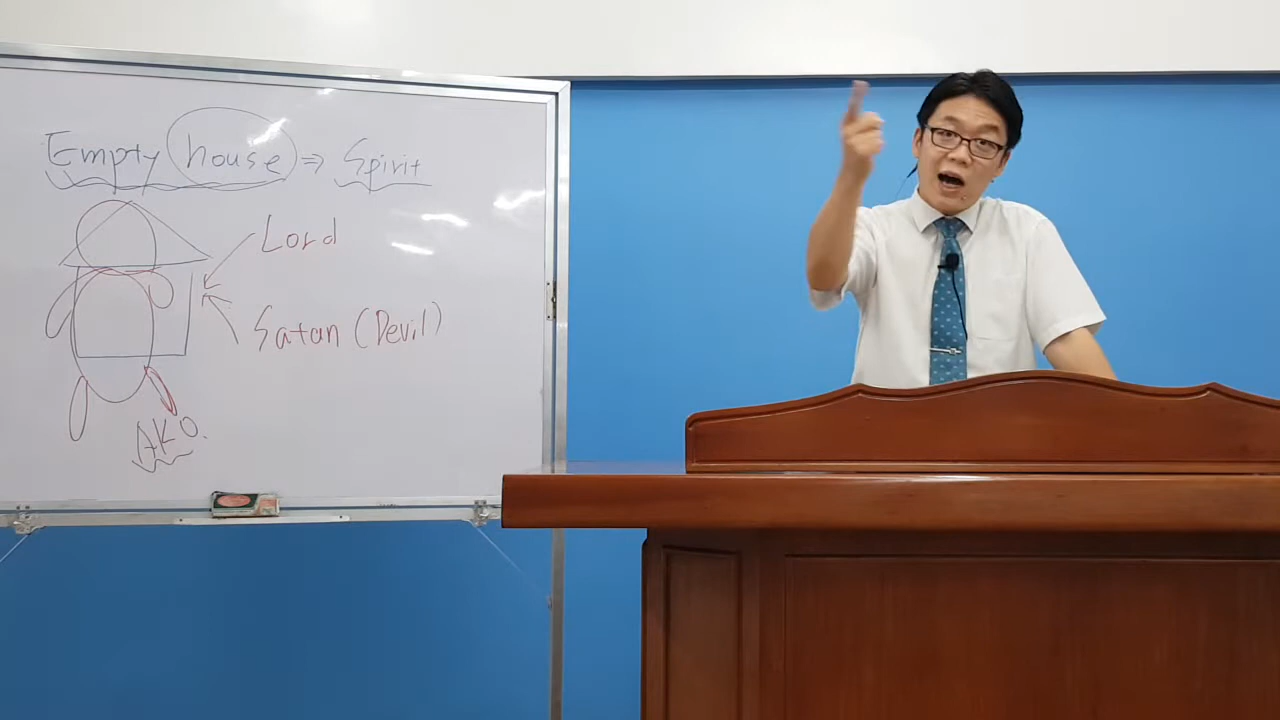 Empty house ⇒ Spirit
Lord
Satan (Devil)
AKO.